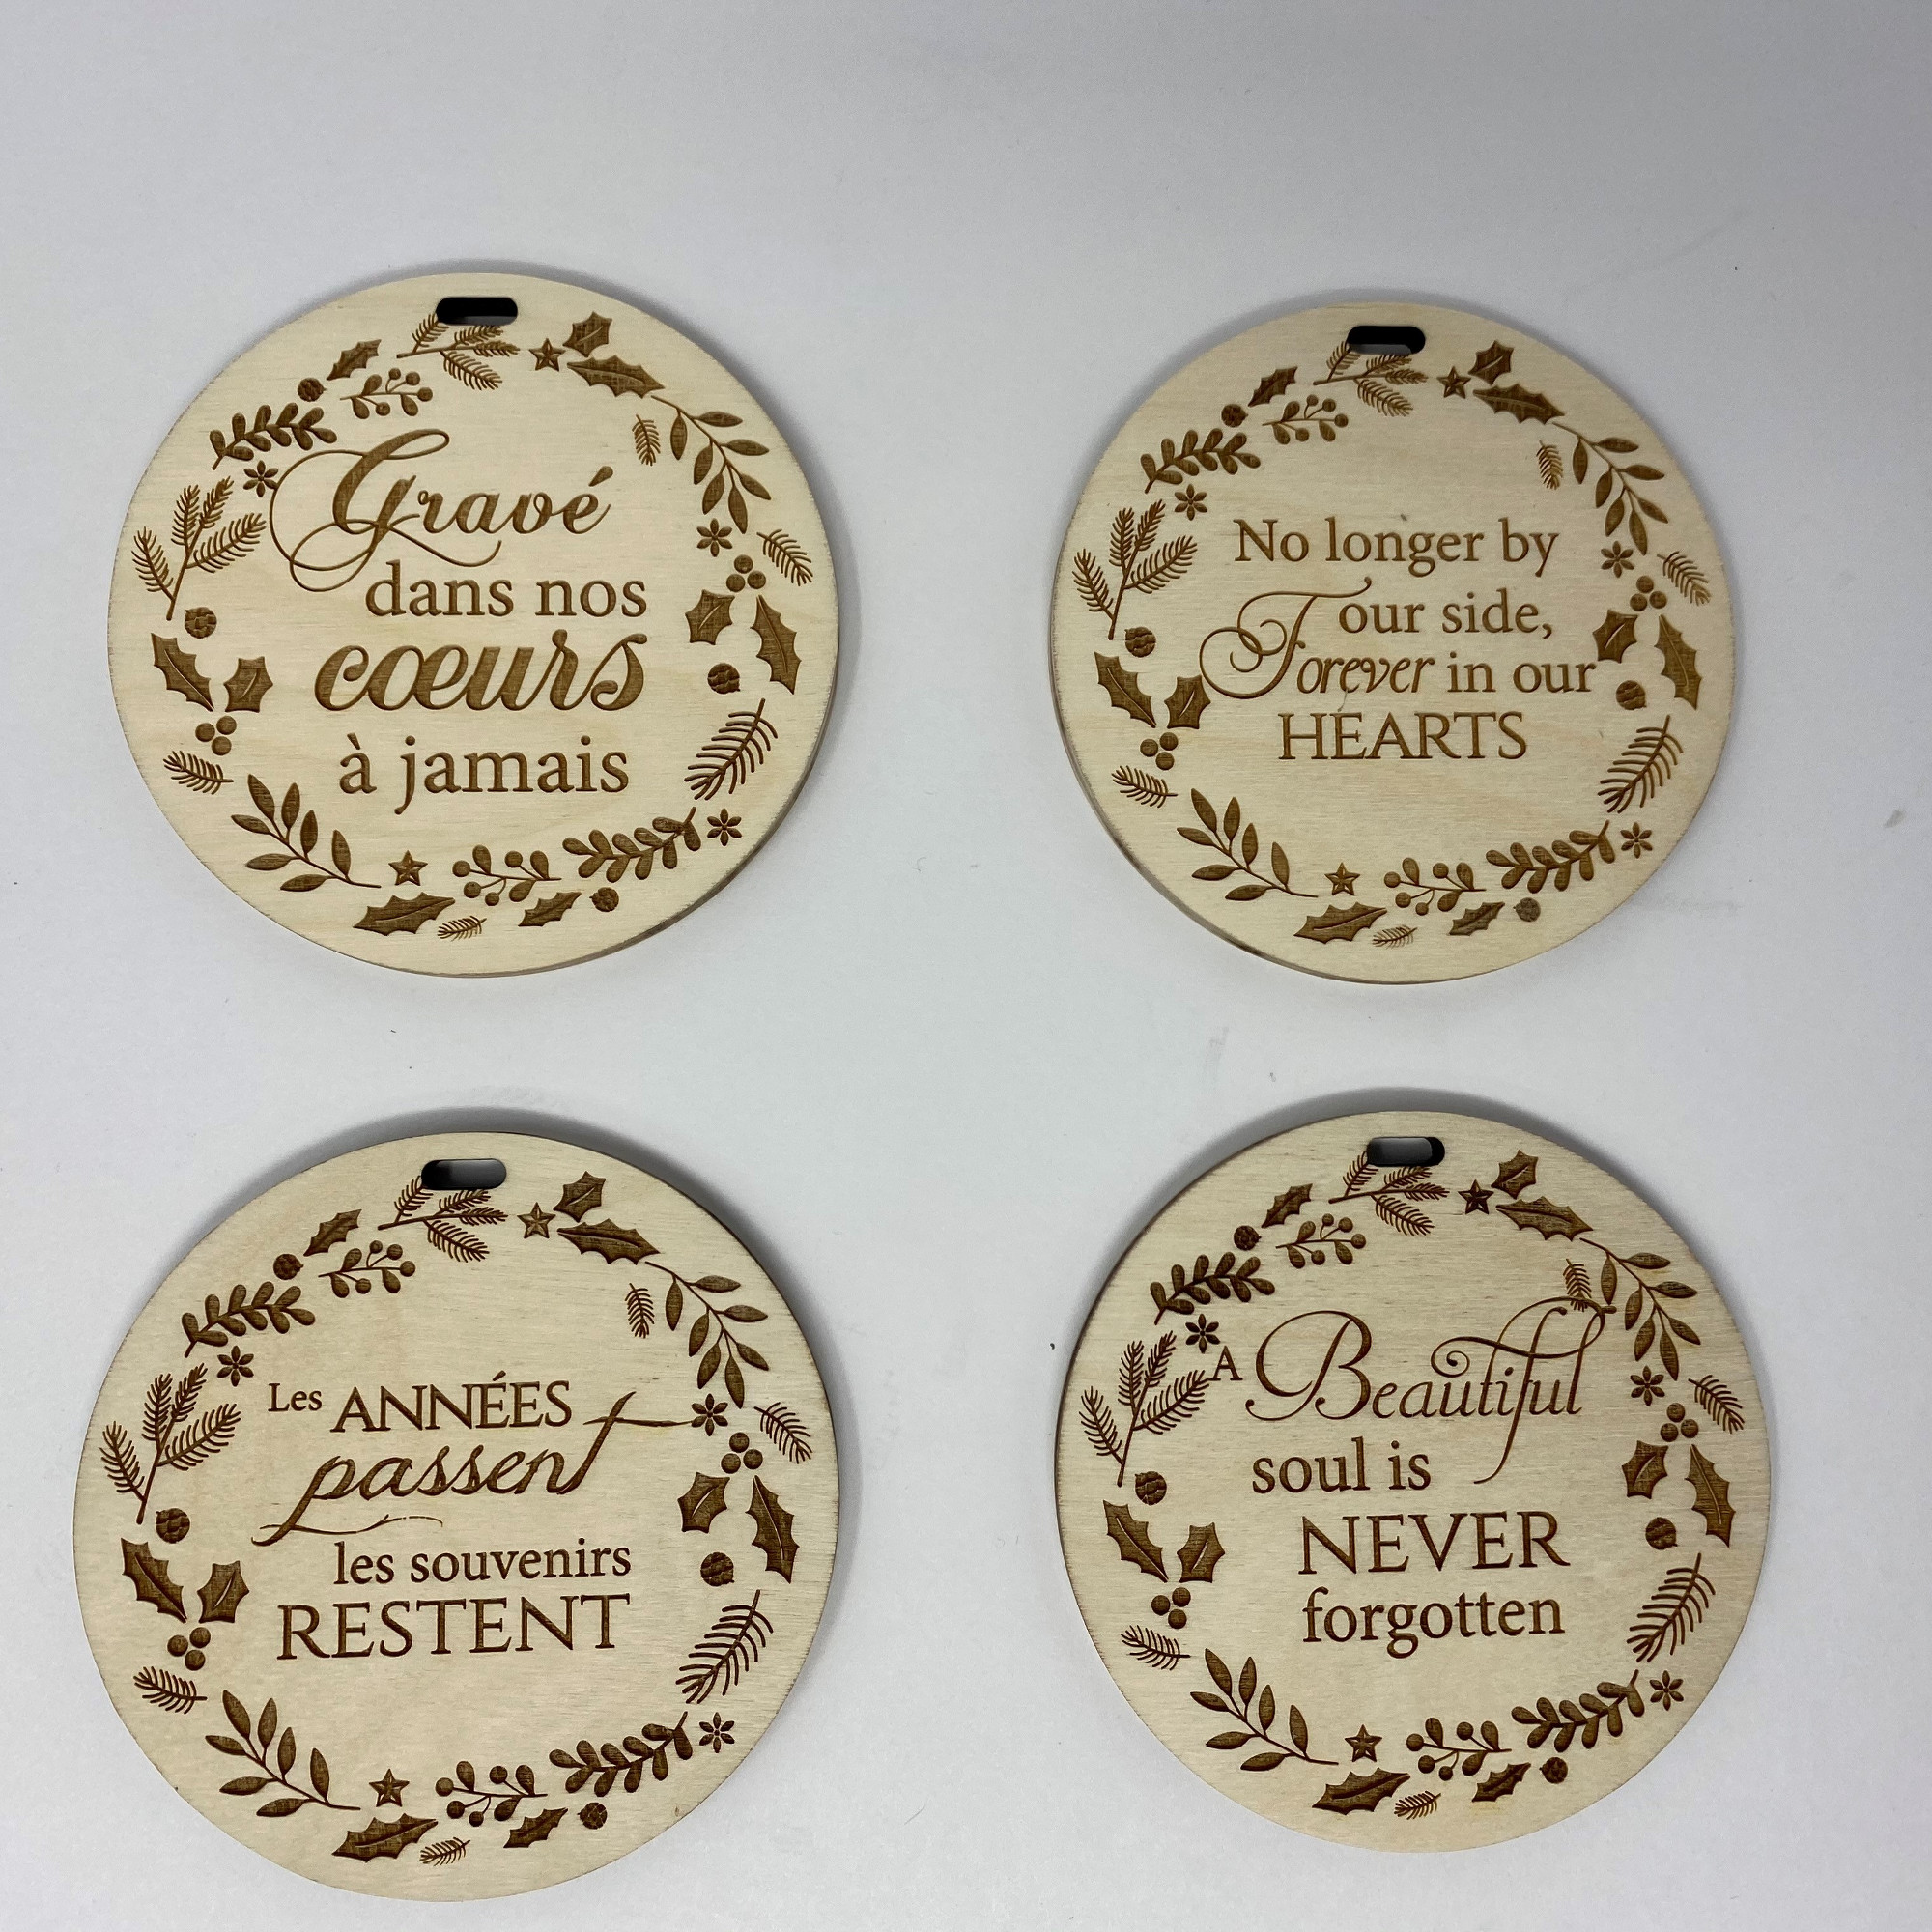 Gravé
dans nos
cœurs
à jamais
No longer by
our side,
Forever in our
HEARTS
Les ANNÉES
passent
les souvenirs
RESTENT
A Beautiful
soul is
NEVER
forgotten